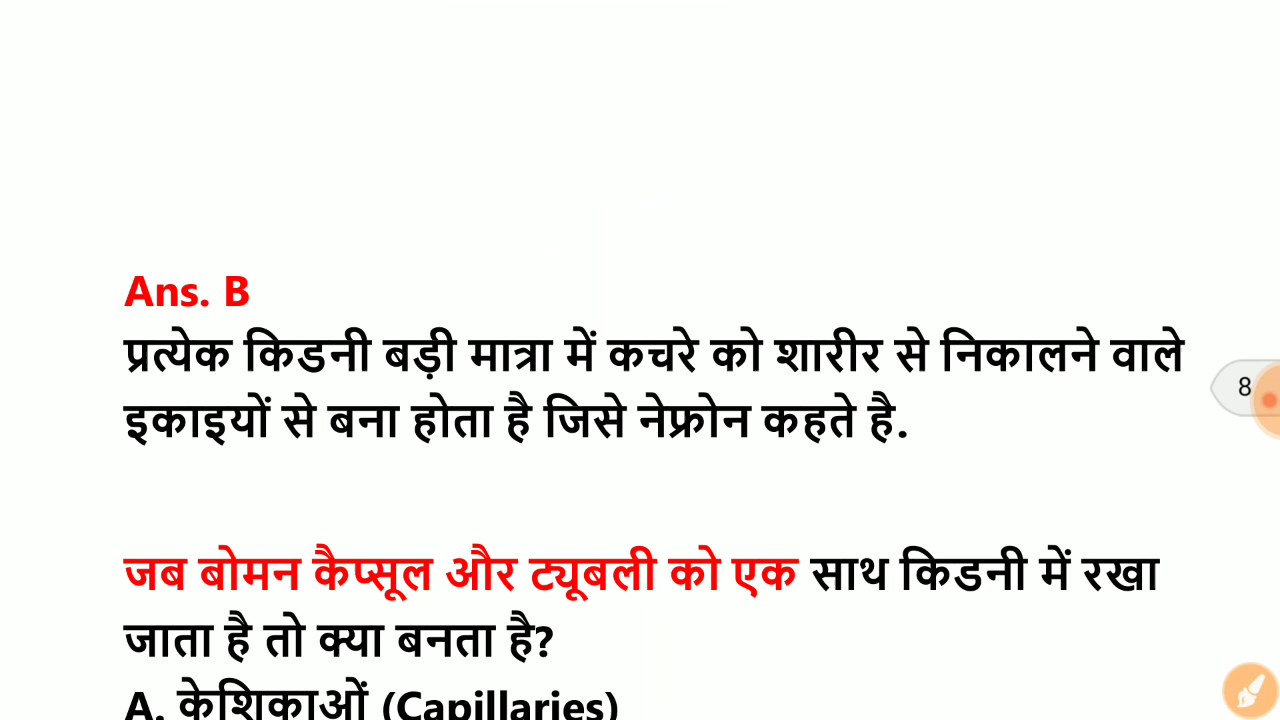 Ans. B
प्रत्येक किडनी बड़ी मात्रा में कचरे को शारीर से निकालने वाले
इकाइयों से बना होता है जिसे नेफ्रोन कहते है.
8
जब बोमन कैप्सूल और ट्यूबली को एक साथ किडनी में रखा
जाता है तो क्या बनता है?
A. केशिकाओं (Capillaries)